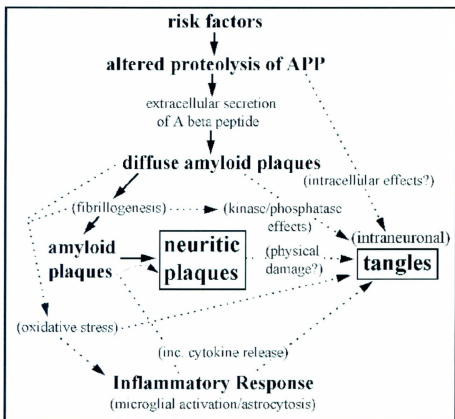 risk factors
altered proteolysis of APP
extracellular secretion
of A beta peptide
diffuse amyloid plaques
(intracellular effects?)
(fibrillogenesis)
(kinase/phosphatase
effects)
(intraneuronal)
tangles
amyloid
plaques
neuritic
plaques
(physical
damage?)
(oxidative stress)
(inc. cytokine release)
Inflammatory Response
(microglial activation/astrocytosis)